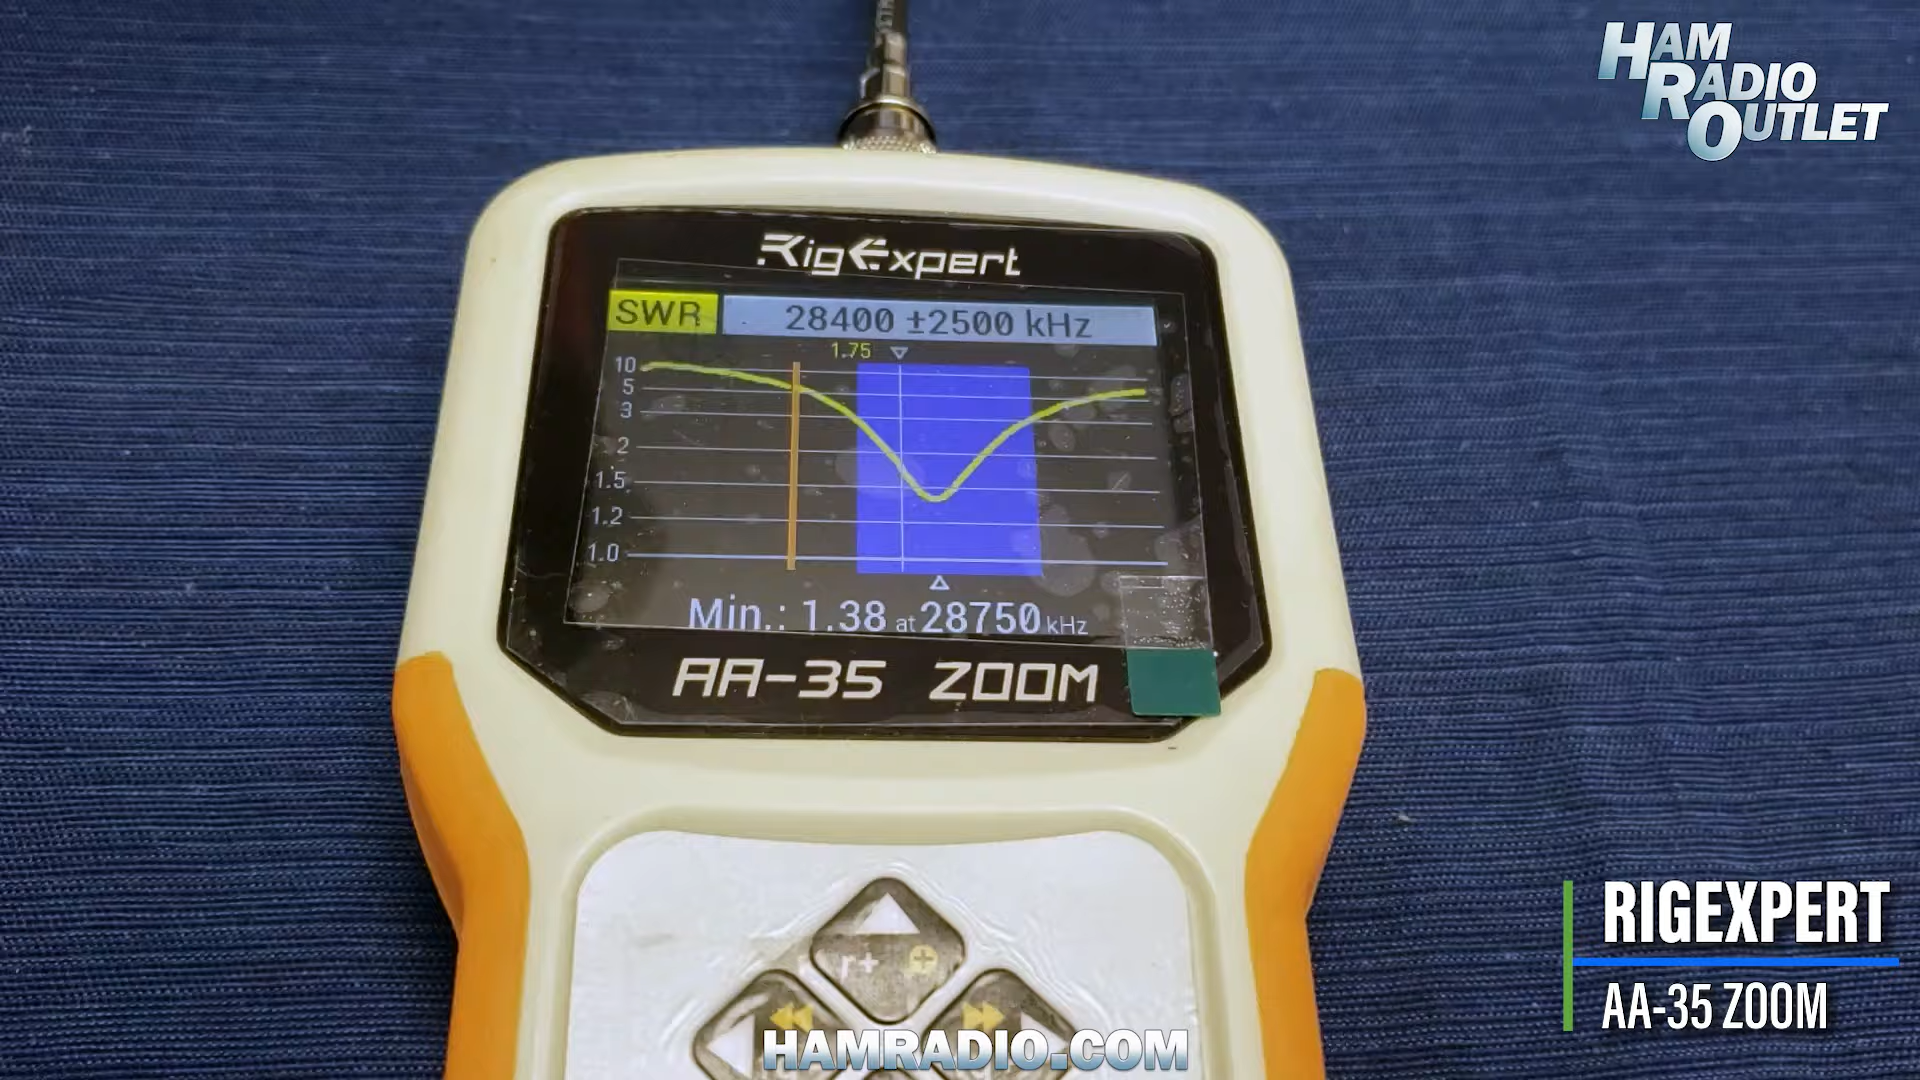 HAM
RADIO
OUTLET
RigExpert
SWR
28400 ±2500 kHz
1.75
10
5
3
2
1.5
1.2
1.0
Min.: 1.38 at 28750 kHz
AA-35 ZOOM
RIGEXPERT
AA-35 ZOOM
r+
HAMRADIO.COM